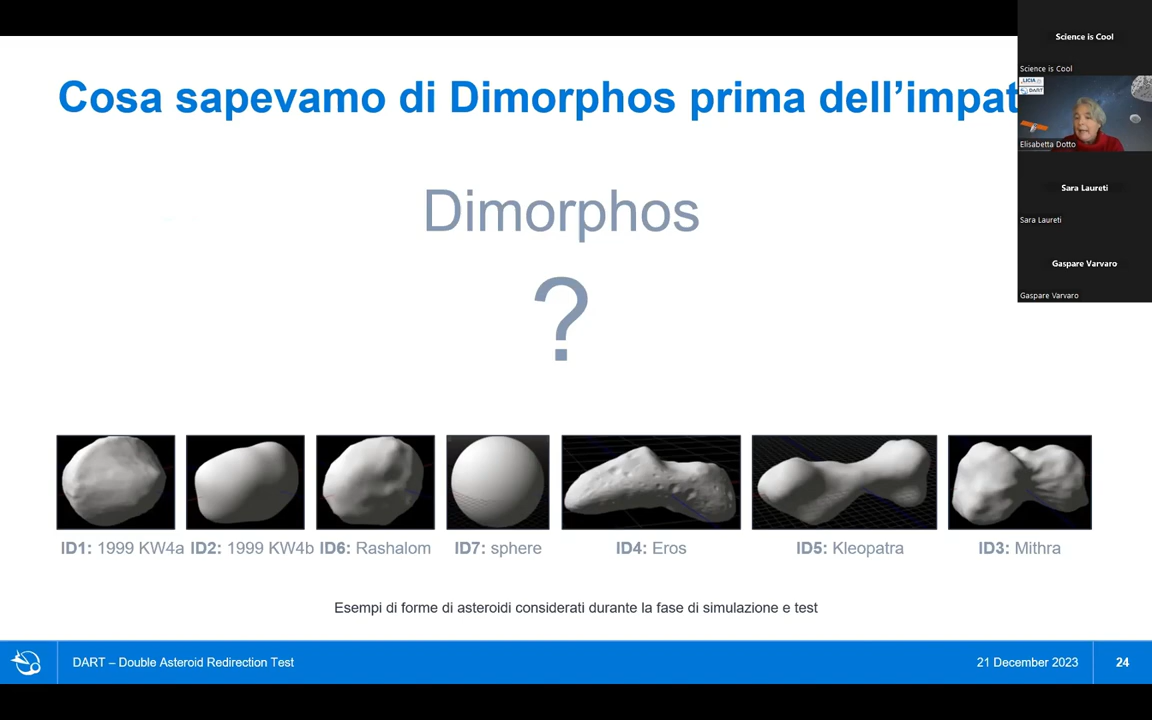 Cosa sapevamo di Dimorphos prima dell’impat
Dimorphos
?
ID1: 1999 KW4a
ID2: 1999 KW4b
ID6: Rashalom
ID7: sphere
ID4: Eros
ID5: Kleopatra
ID3: Mithra
Esempi di forme di asteroidi considerati durante la fase di simulazione e test
DART – Double Asteroid Redirection Test
21 December 2023
24
Science is Cool
Science is Cool
LICIA
DART
Elisabetta Dotto
Sara Laureti
Sara Laureti
Gaspare Varvaro
Gaspare Varvaro